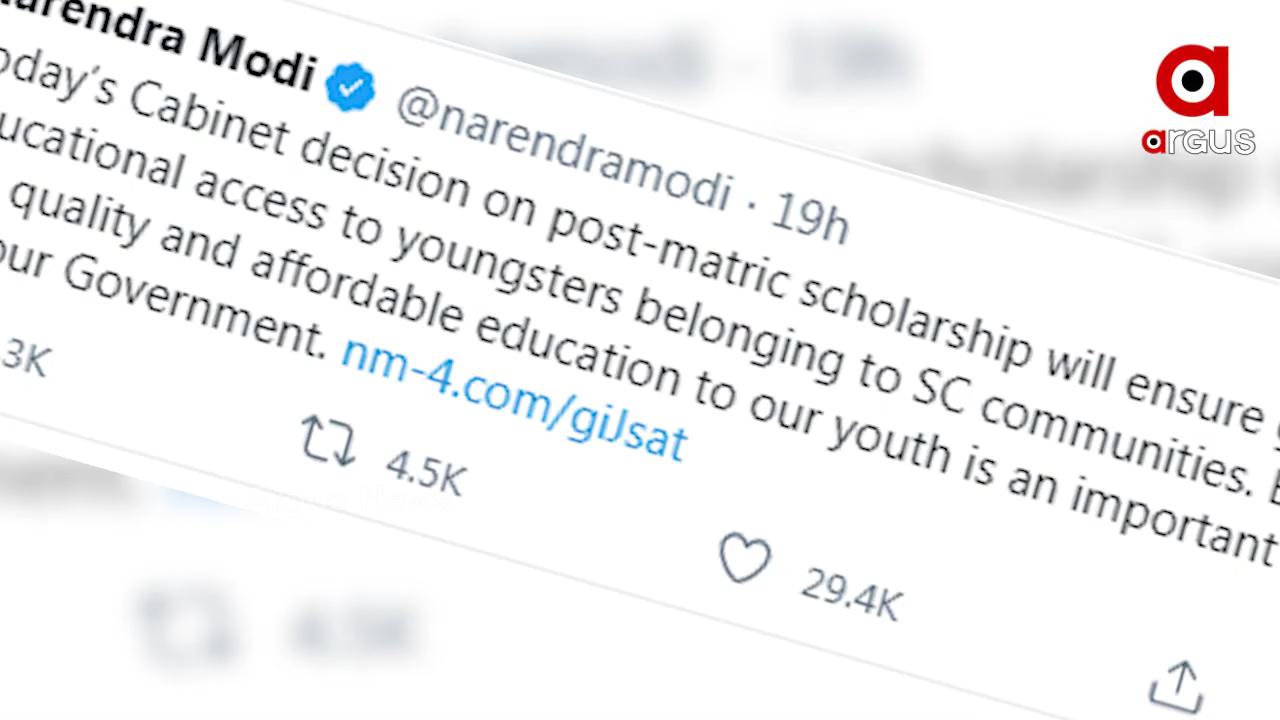 arendra Modi @narendramodi · 19h
oday's Cabinet decision on post-matric scholarship will ensure
ucational access to youngsters belonging to SC communities.
quality and affordable education to our youth is an important
our Government. nm-4.com/giJsat
.3K 4.5K 29.4K
argus
Argus News